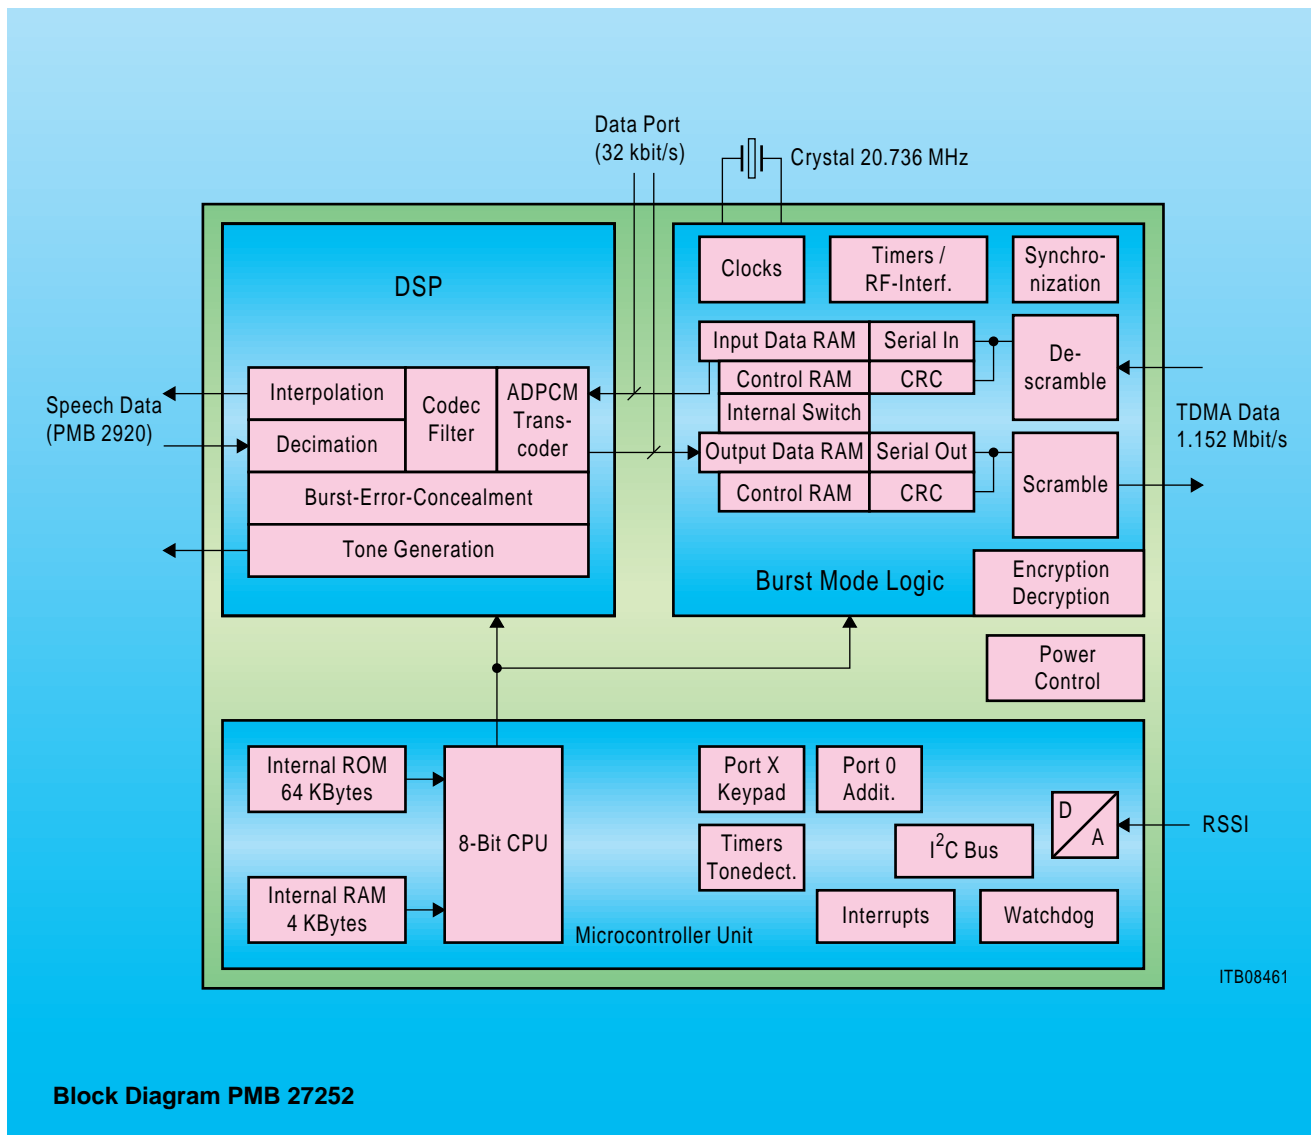 Data Port
(32 kbit/s)
Crystal 20.736 MHz
DSP
Clocks
Timers /
RF-Interf.
Synchro-
nization
Input Data RAM
Serial In
De-
scramble
Control RAM
CRC
Internal Switch
Output Data RAM
Serial Out
Scramble
Control RAM
CRC
Interpolation
Codec
Filter
ADPCM
Trans-
coder
Decimation
Burst-Error-Concealment
Tone Generation
Speech Data
(PMB 2920)
TDMA Data
1.152 Mbit/s
Burst Mode Logic
Encryption
Decryption
Power
Control
Internal ROM
64 KBytes
8-Bit CPU
Internal RAM
4 KBytes
Port X
Keypad
Port 0
Addit.
Timers
Tonedect.
I²C Bus
D
A
RSSI
Interrupts
Watchdog
Microcontroller Unit
ITB08461
Block Diagram PMB 27252